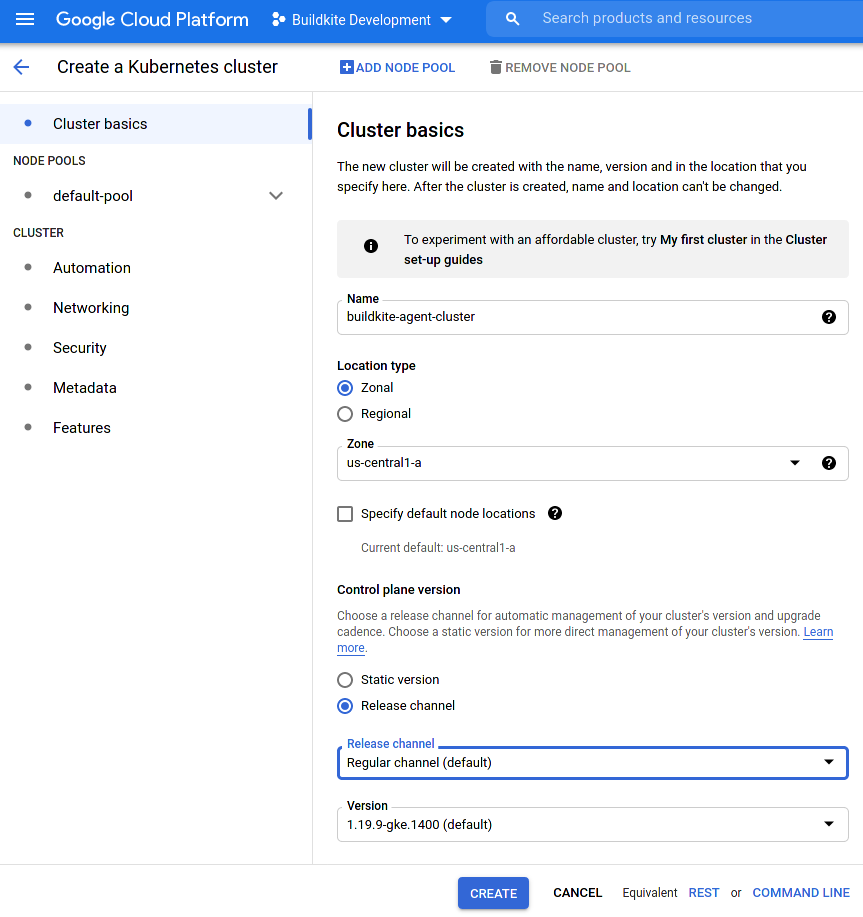 Google Cloud Platform
Buildkite Development
Search products and resources
Create a Kubernetes cluster
ADD NODE POOL
REMOVE NODE POOL
Cluster basics
NODE POOLS
default-pool
CLUSTER
Automation
Networking
Security
Metadata
Features
Cluster basics
The new cluster will be created with the name, version and in the location that you
specify here. After the cluster is created, name and location can't be changed.
To experiment with an affordable cluster, try My first cluster in the Cluster
set-up guides
Name
buildkite-agent-cluster
Location type
Zonal
Regional
Zone
us-central1-a
Specify default node locations
Current default: us-central1-a
Control plane version
Choose a release channel for automatic management of your cluster's version and upgrade
cadence. Choose a static version for more direct management of your cluster's version. Learn
more.
Static version
Release channel
Release channel
Regular channel (default)
Version
1.19.9-gke.1400 (default)
CREATE
CANCEL
Equivalent REST or COMMAND LINE